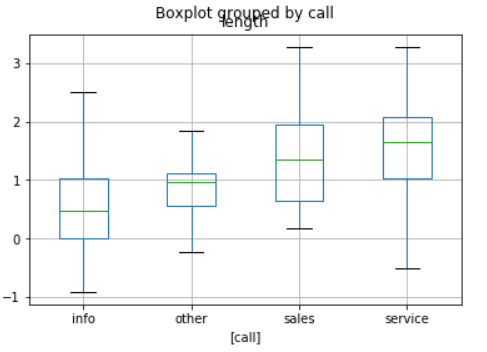 Boxplot grouped by call
length
3
2
1
0
−1
info other sales service
[call]